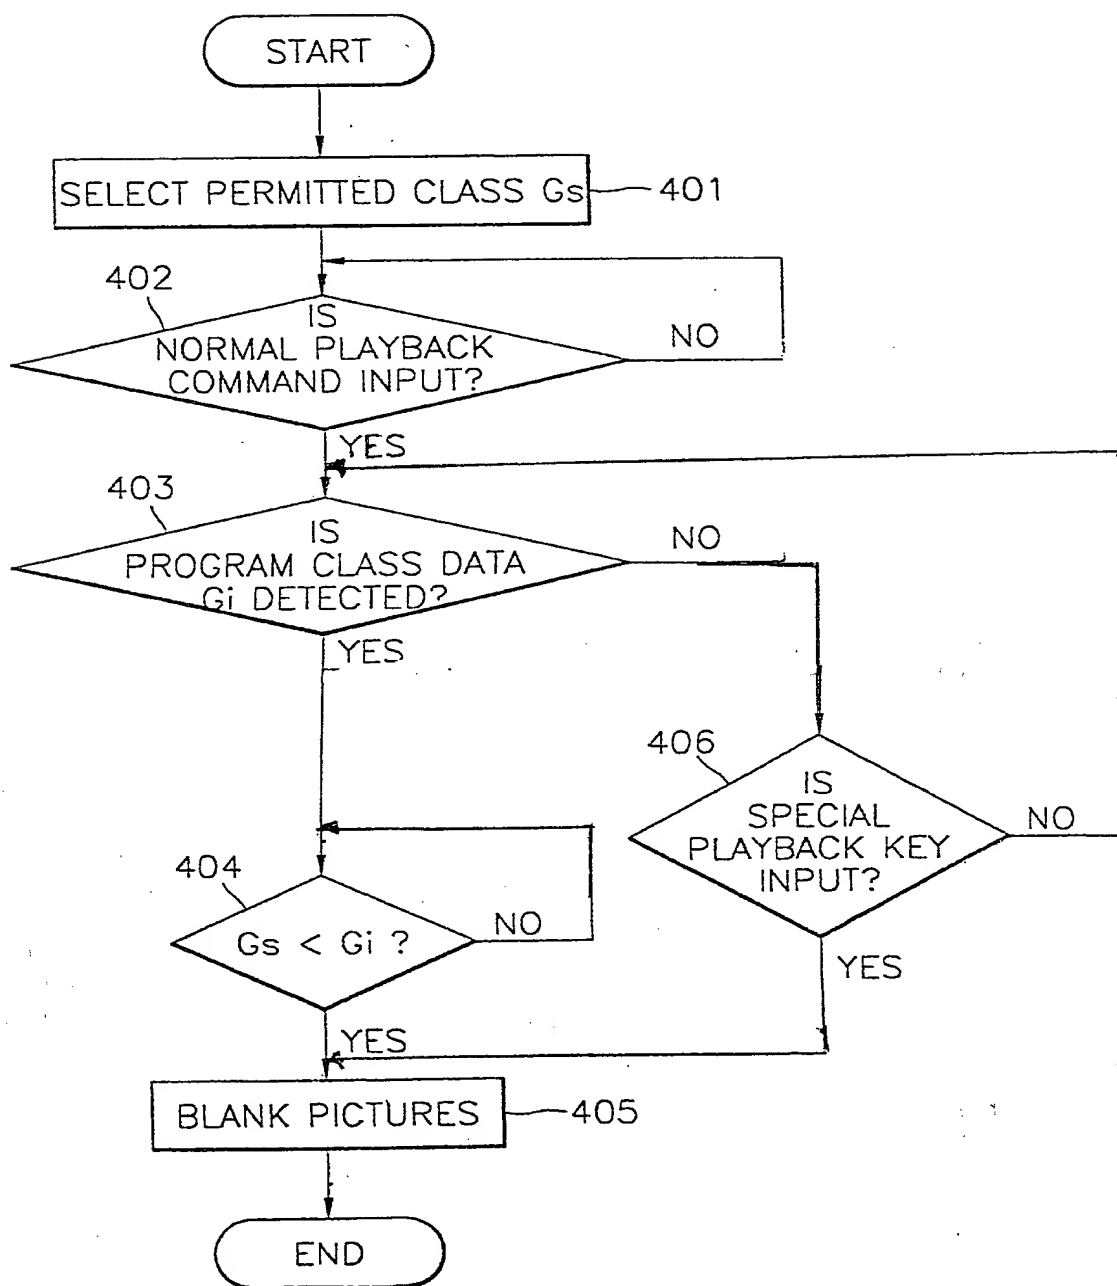 START
SELECT PERMITTED CLASS Gs
401
402
IS
NORMAL PLAYBACK
COMMAND INPUT?
NO
YES
403
IS
PROGRAM CLASS DATA
Gi DETECTED?
NO
YES
406
IS
SPECIAL
PLAYBACK KEY
INPUT?
NO
YES
404
Gs < Gi ?
NO
YES
BLANK PICTURES
405
END